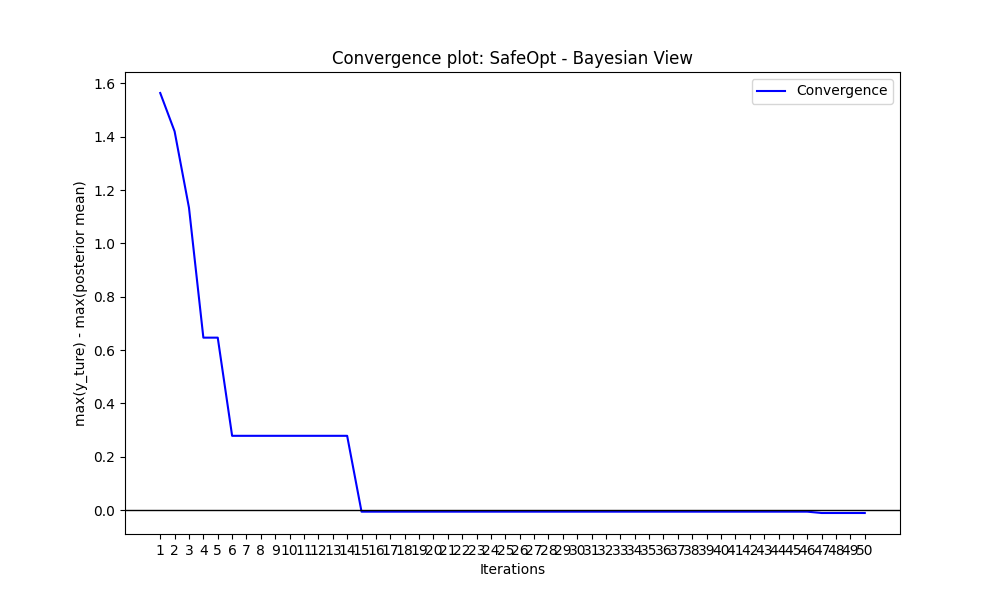 Convergence plot: SafeOpt - Bayesian View
Convergence
max(y_ture) - max(posterior mean)
1.6
1.4
1.2
1.0
0.8
0.6
0.4
0.2
0.0
1 2 3 4 5 6 7 8 9 10 11 12 13 14 15 16 17 18 19 20 21 22 23 24 25 26 27 28 29 30 31 32 33 34 35 36 37 38 39 40 41 42 43 44 45 46 47 48 49 50
Iterations